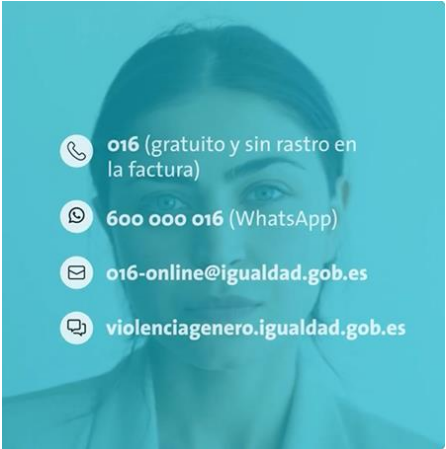 016 (gratuito y sin rastro en
la factura)
600 000 016 (WhatsApp)
016-online@igualdad.gob.es
violenciagenero.igualdad.gob.es